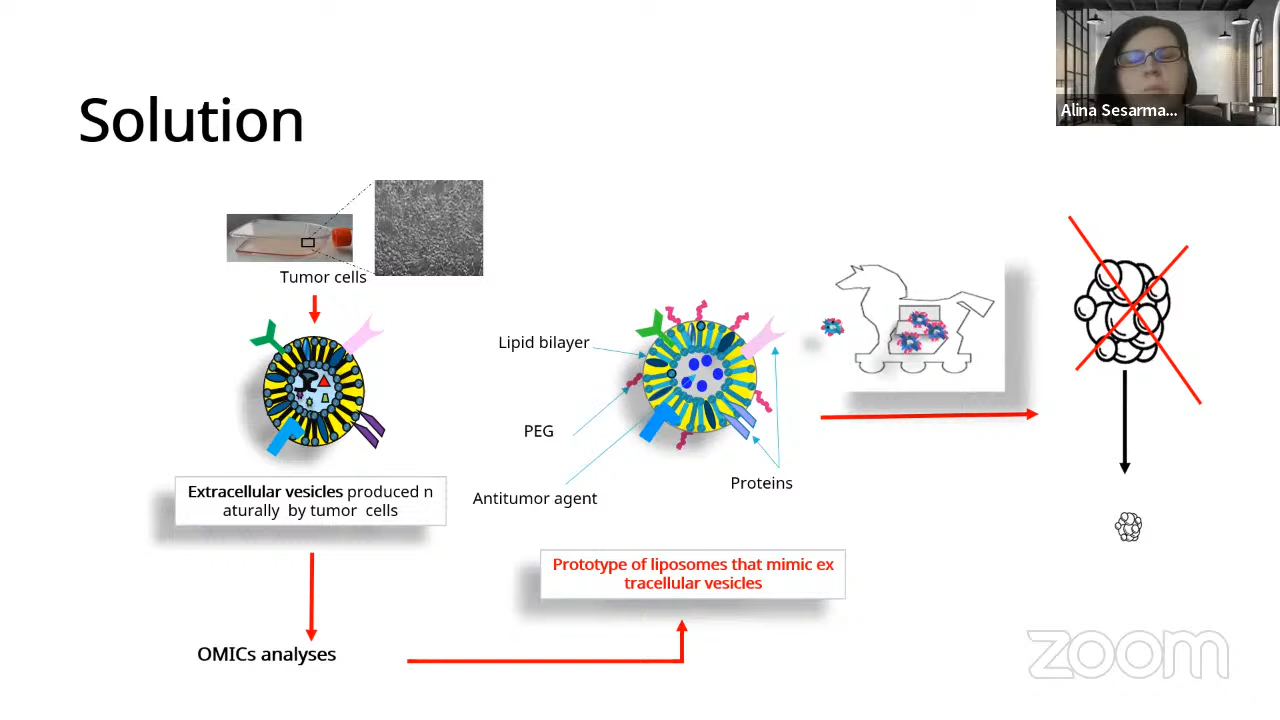 Alina Sesarma...
Solution
Tumor cells
Lipid bilayer
PEG
Antitumor agent
Proteins
Extracellular vesicles produced n
aturally by tumor cells
Prototype of liposomes that mimic ex
tracellular vesicles
OMICs analyses
zoom